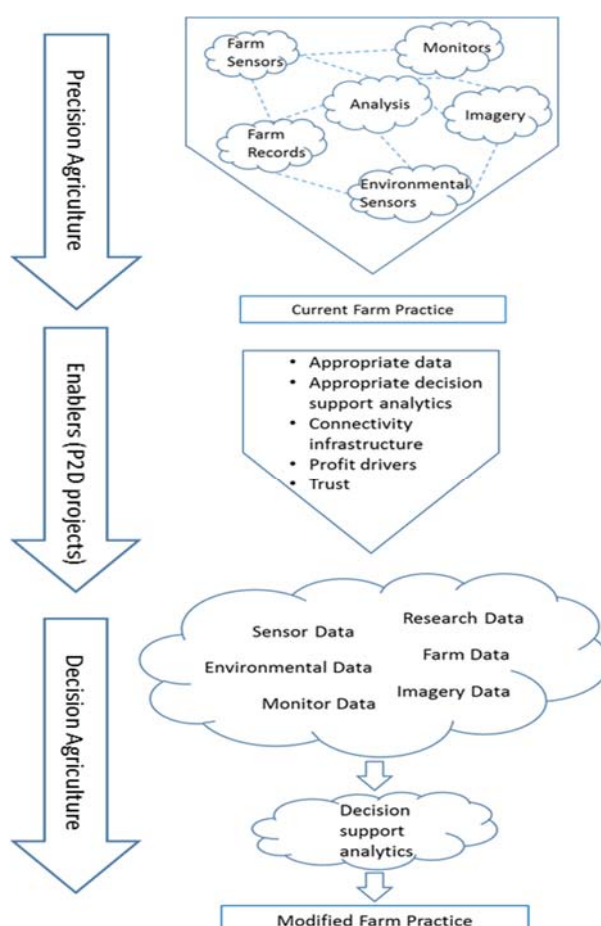 Precision Agriculture
Farm
Sensors
Monitors
Analysis
Imagery
Farm
Records
Environmental
Sensors
Current Farm Practice
Enablers (P2D projects)
• Appropriate data
• Appropriate decision
support analytics
• Connectivity
infrastructure
• Profit drivers
• Trust
Decision Agriculture
Sensor Data
Research Data
Environmental Data
Farm Data
Monitor Data
Imagery Data
Decision
support
analytics
Modified Farm Practice